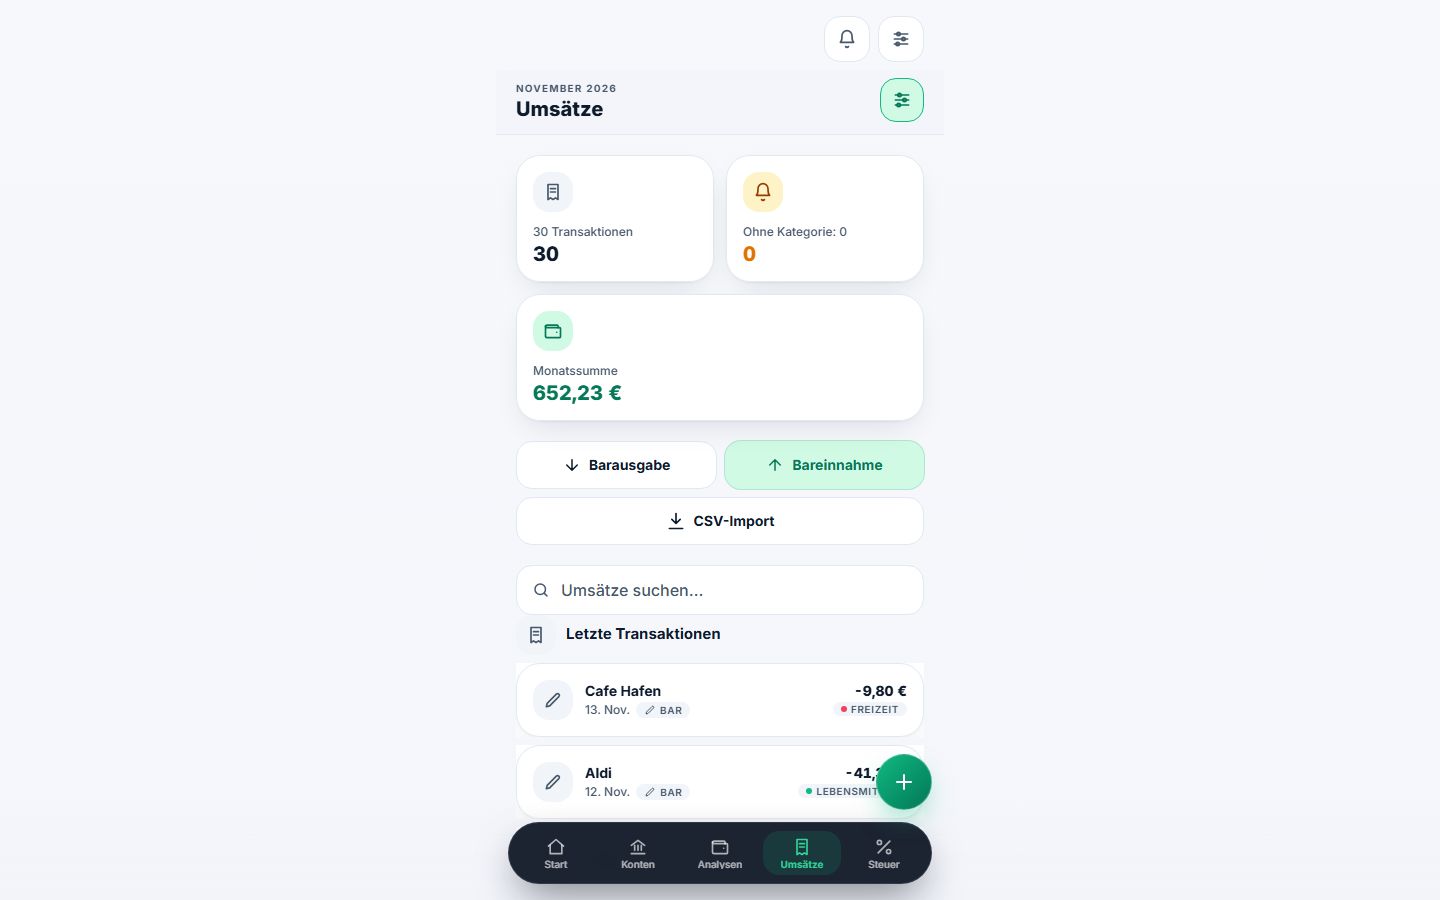 NOVEMBER 2026
Umsätze
30 Transaktionen
30
Ohne Kategorie: 0
0
Monatssumme
652,23 €
Barausgabe
Bareinnahme
CSV-Import
Umsätze suchen...
Letzte Transaktionen
Cafe Hafen
-9,80 €
13. Nov. BAR
FREIZEIT
Aldi
12. Nov. BAR
Start
Konten
Analysen
Umsätze
Steuer